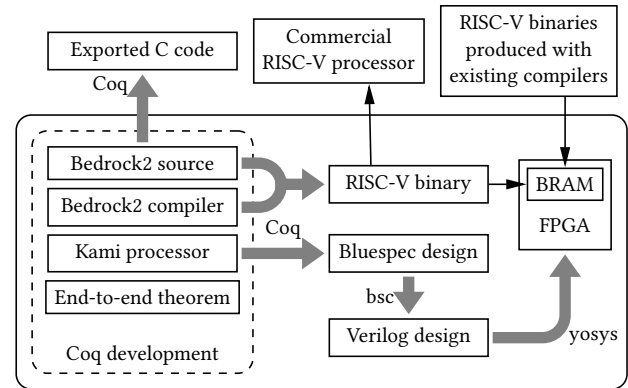 Exported C code
Commercial
RISC-V processor
RISC-V binaries
produced with
existing compilers
Coq
Bedrock2 source
Bedrock2 compiler
RISC-V binary
BRAM
FPGA
Coq
Kami processor
Bluespec design
End-to-end theorem
bsc
Verilog design
yosys
Coq development